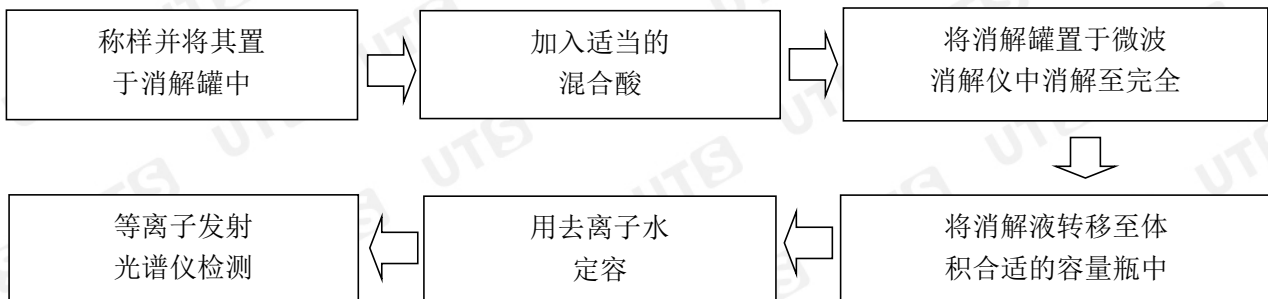 称样并将其置
于消解罐中
加入适当的
混合酸
将消解罐置于微波
消解仪中消解至完全
将消解液转移至体
积合适的容量瓶中
用去离子水
定容
等离子发射
光谱仪检测
UTS